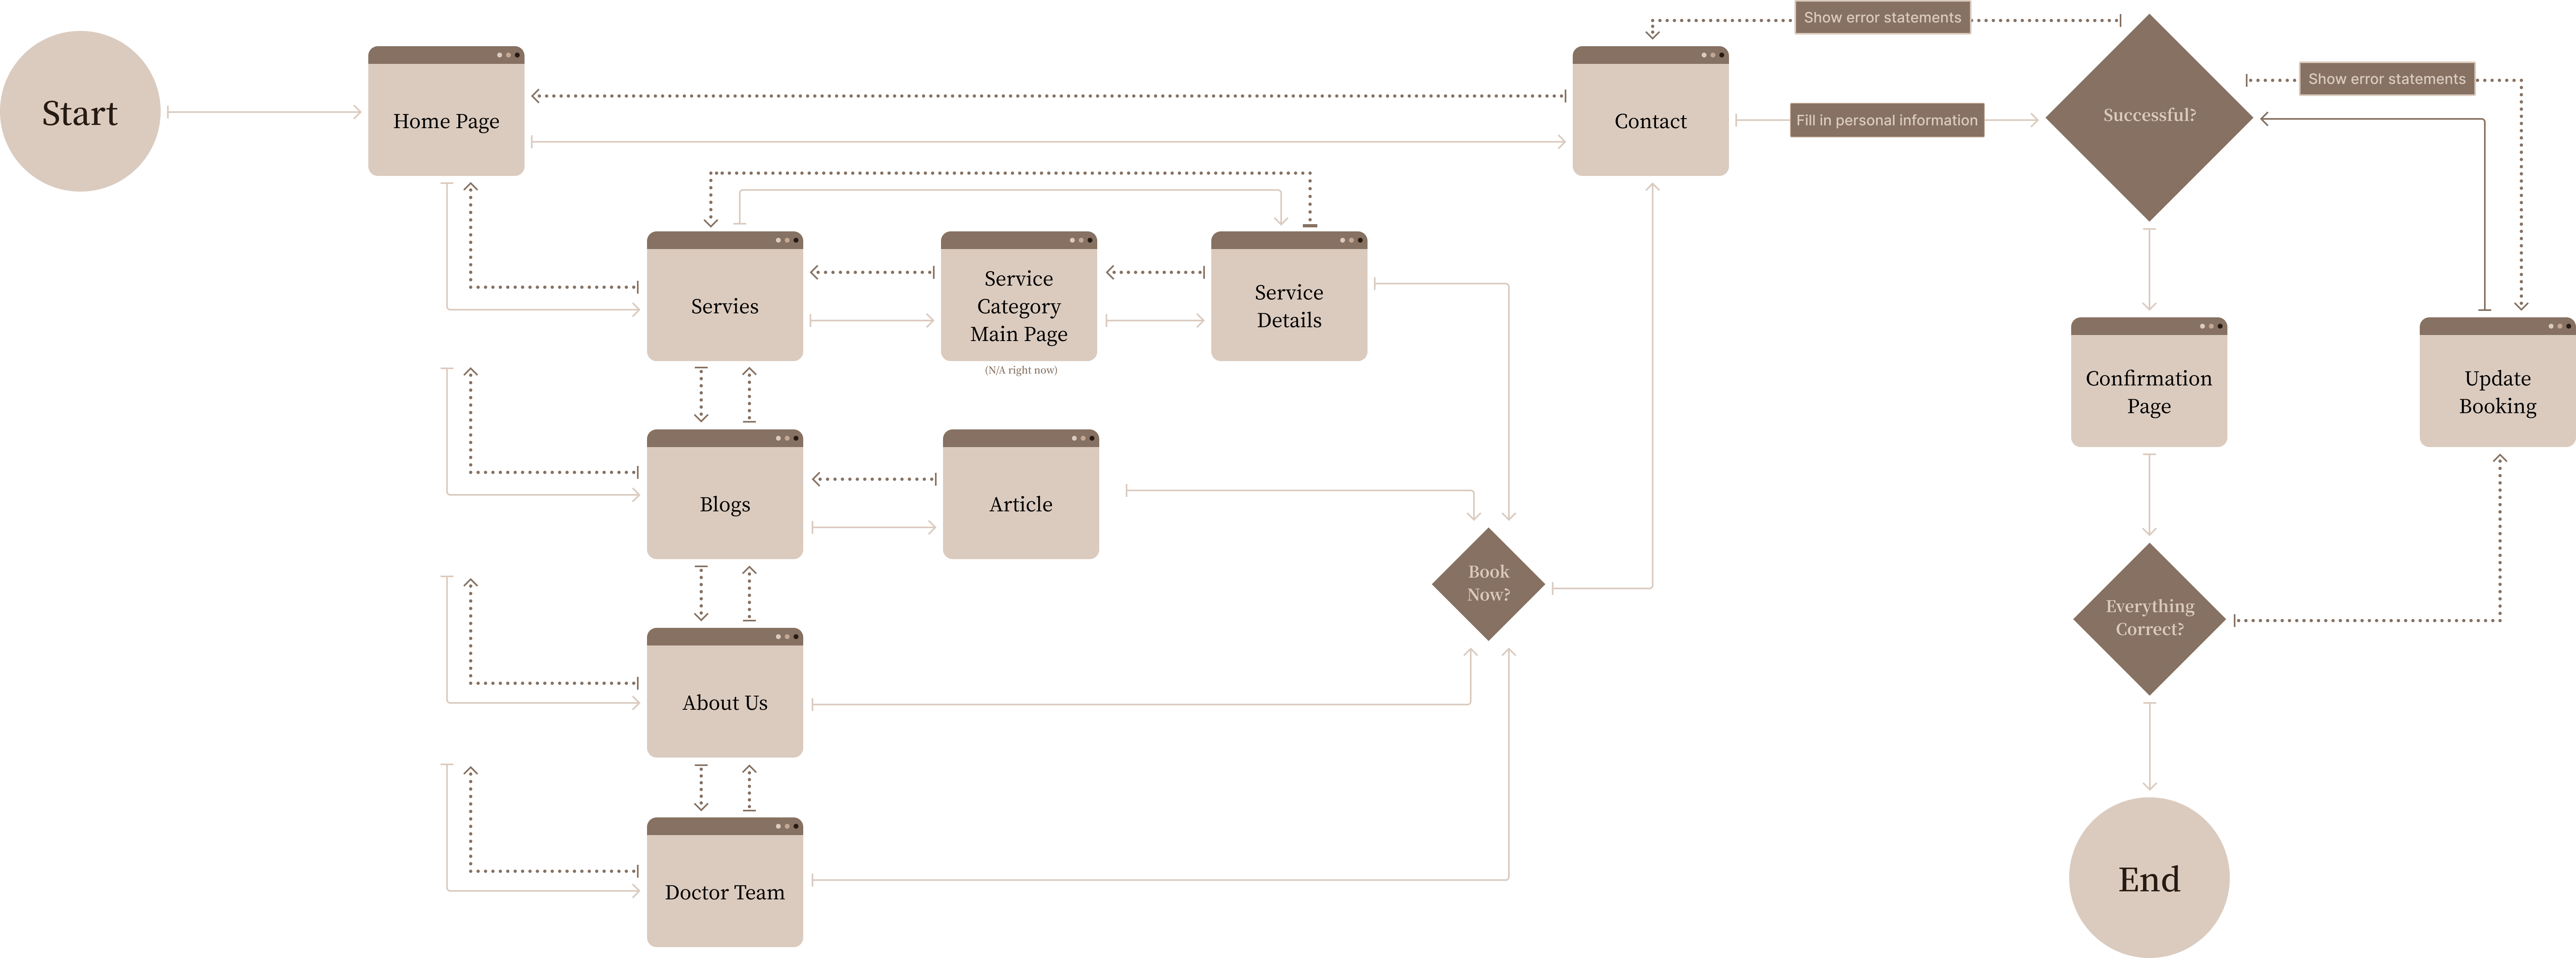 Start
Home Page
Contact
Show error statements
Fill in personal information
Successful?
Show error statements
Servies
Service
Category
Main Page
(N/A right now)
Service
Details
Confirmation
Page
Update
Booking
Blogs
Article
Book
Now?
Everything
Correct?
About Us
Doctor Team
End